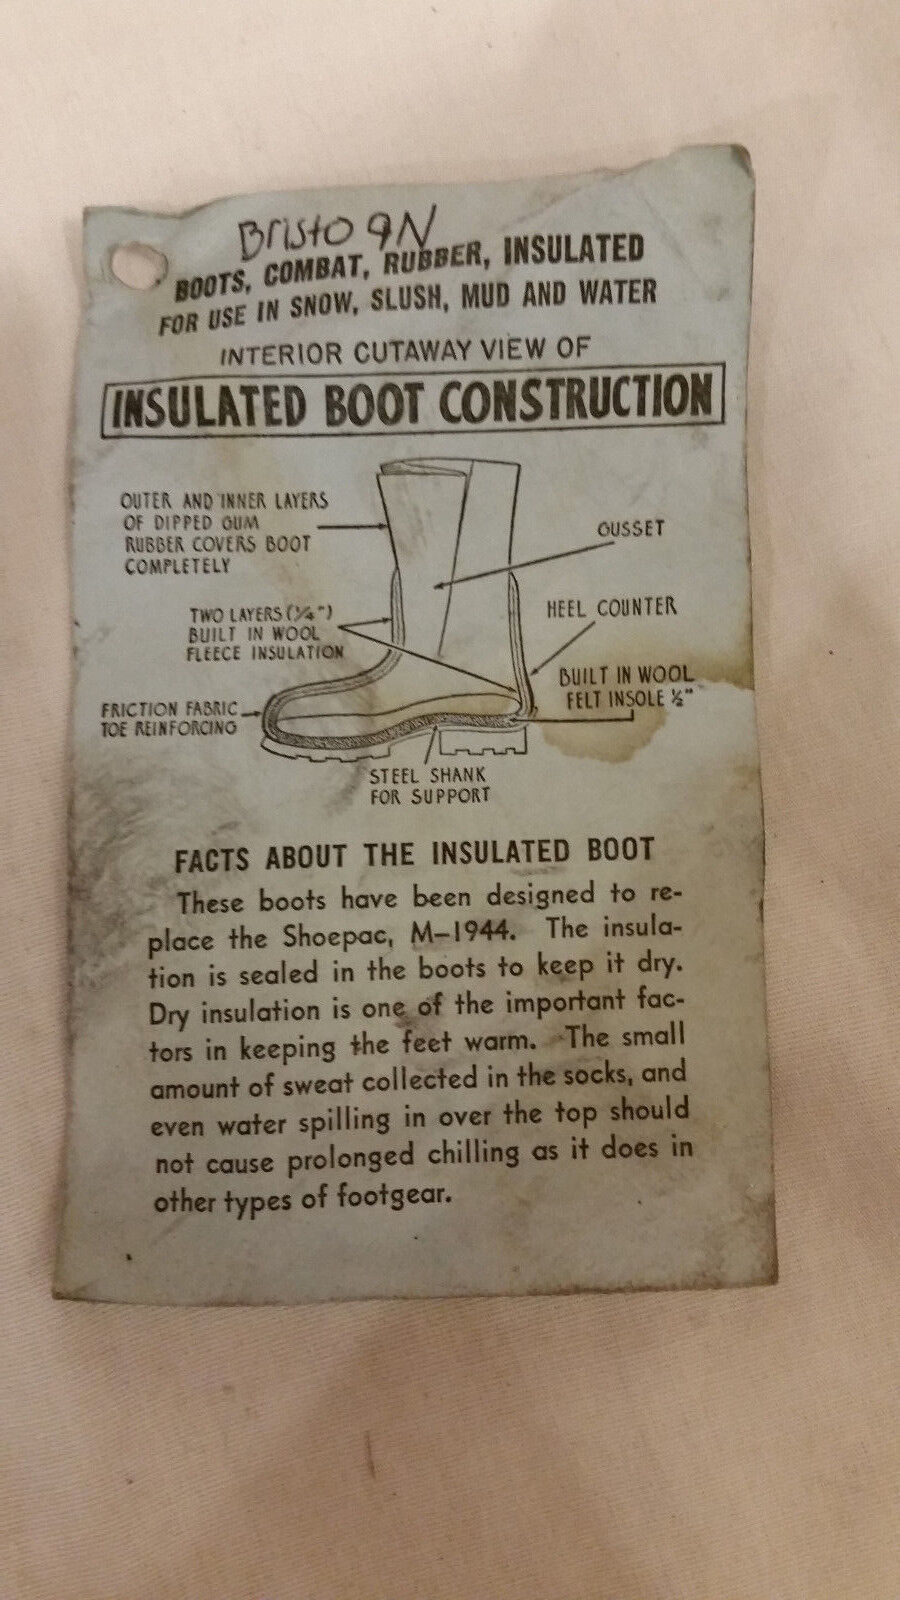 Bristo 9N
BOOTS, COMBAT, RUBBER, INSULATED
FOR USE IN SNOW, SLUSH, MUD AND WATER
INTERIOR CUTAWAY VIEW OF
INSULATED BOOT CONSTRUCTION
OUTER AND INNER LAYERS
OF DIPPED GUM
RUBBER COVERS BOOT
COMPLETELY
GUSSET
TWO LAYERS (1/4")
BUILT IN WOOL
FLEECE INSULATION
HEEL COUNTER
BUILT IN WOOL
FELT INSOLE ½"
FRICTION FABRIC
TOE REINFORCING
STEEL SHANK
FOR SUPPORT
FACTS ABOUT THE INSULATED BOOT
These boots have been designed to re-
place the Shoepac, M–1944. The insula-
tion is sealed in the boots to keep it dry.
Dry insulation is one of the important fac-
tors in keeping the feet warm. The small
amount of sweat collected in the socks, and
even water spilling in over the top should
not cause prolonged chilling as it does in
other types of footgear.